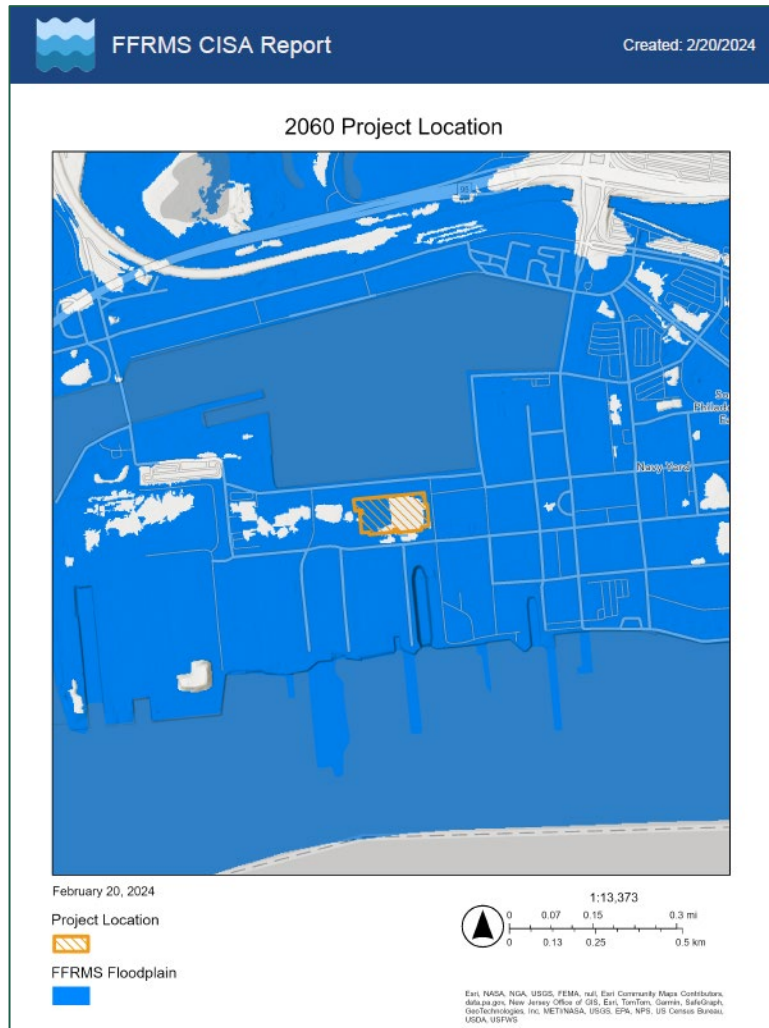 FFRMS CISA Report
Created: 2/20/2024
2060 Project Location
95
Navy Yard
February 20, 2024
Project Location
FFRMS Floodplain
1:13,373
0 0.07 0.15 0.3 mi
0 0.13 0.25 0.5 km
Esri, NASA, NGA, USGS, FEMA, null, Esri Community Maps Contributors,
data.pa.gov, New Jersey Office of GIS, Esri, TomTom, Garmin, SafeGraph,
GeoTechnologies, Inc, METI/NASA, USGS, EPA, NPS, US Census Bureau,
USDA, USFWS